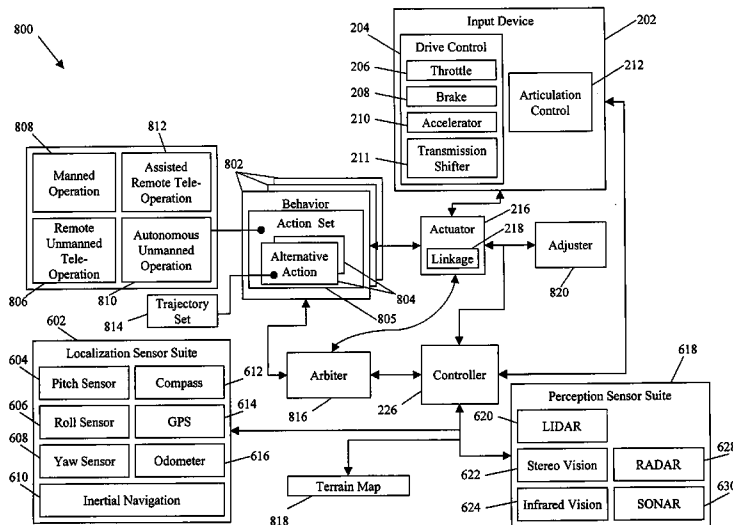 800
Input Device
202
204
Drive Control
206
Throttle
208
Brake
210
Accelerator
211
Transmission
Shifter
Articulation
Control
212
808
812
Manned
Operation
Assisted
Remote Tele-
Operation
Remote
Unmanned
Tele-
Operation
Autonomous
Unmanned
Operation
806
810
802
Behavior
Action Set
Alternative
Action
804
805
Trajectory
Set
814
Actuator
216
218
Linkage
Adjuster
820
602
Localization Sensor Suite
604
Pitch Sensor
Compass
612
606
Roll Sensor
GPS
614
608
Yaw Sensor
Odometer
616
610
Inertial Navigation
Arbiter
816
Controller
226
Terrain Map
818
618
Perception Sensor Suite
620
LIDAR
622
Stereo Vision
RADAR
628
624
Infrared Vision
SONAR
630